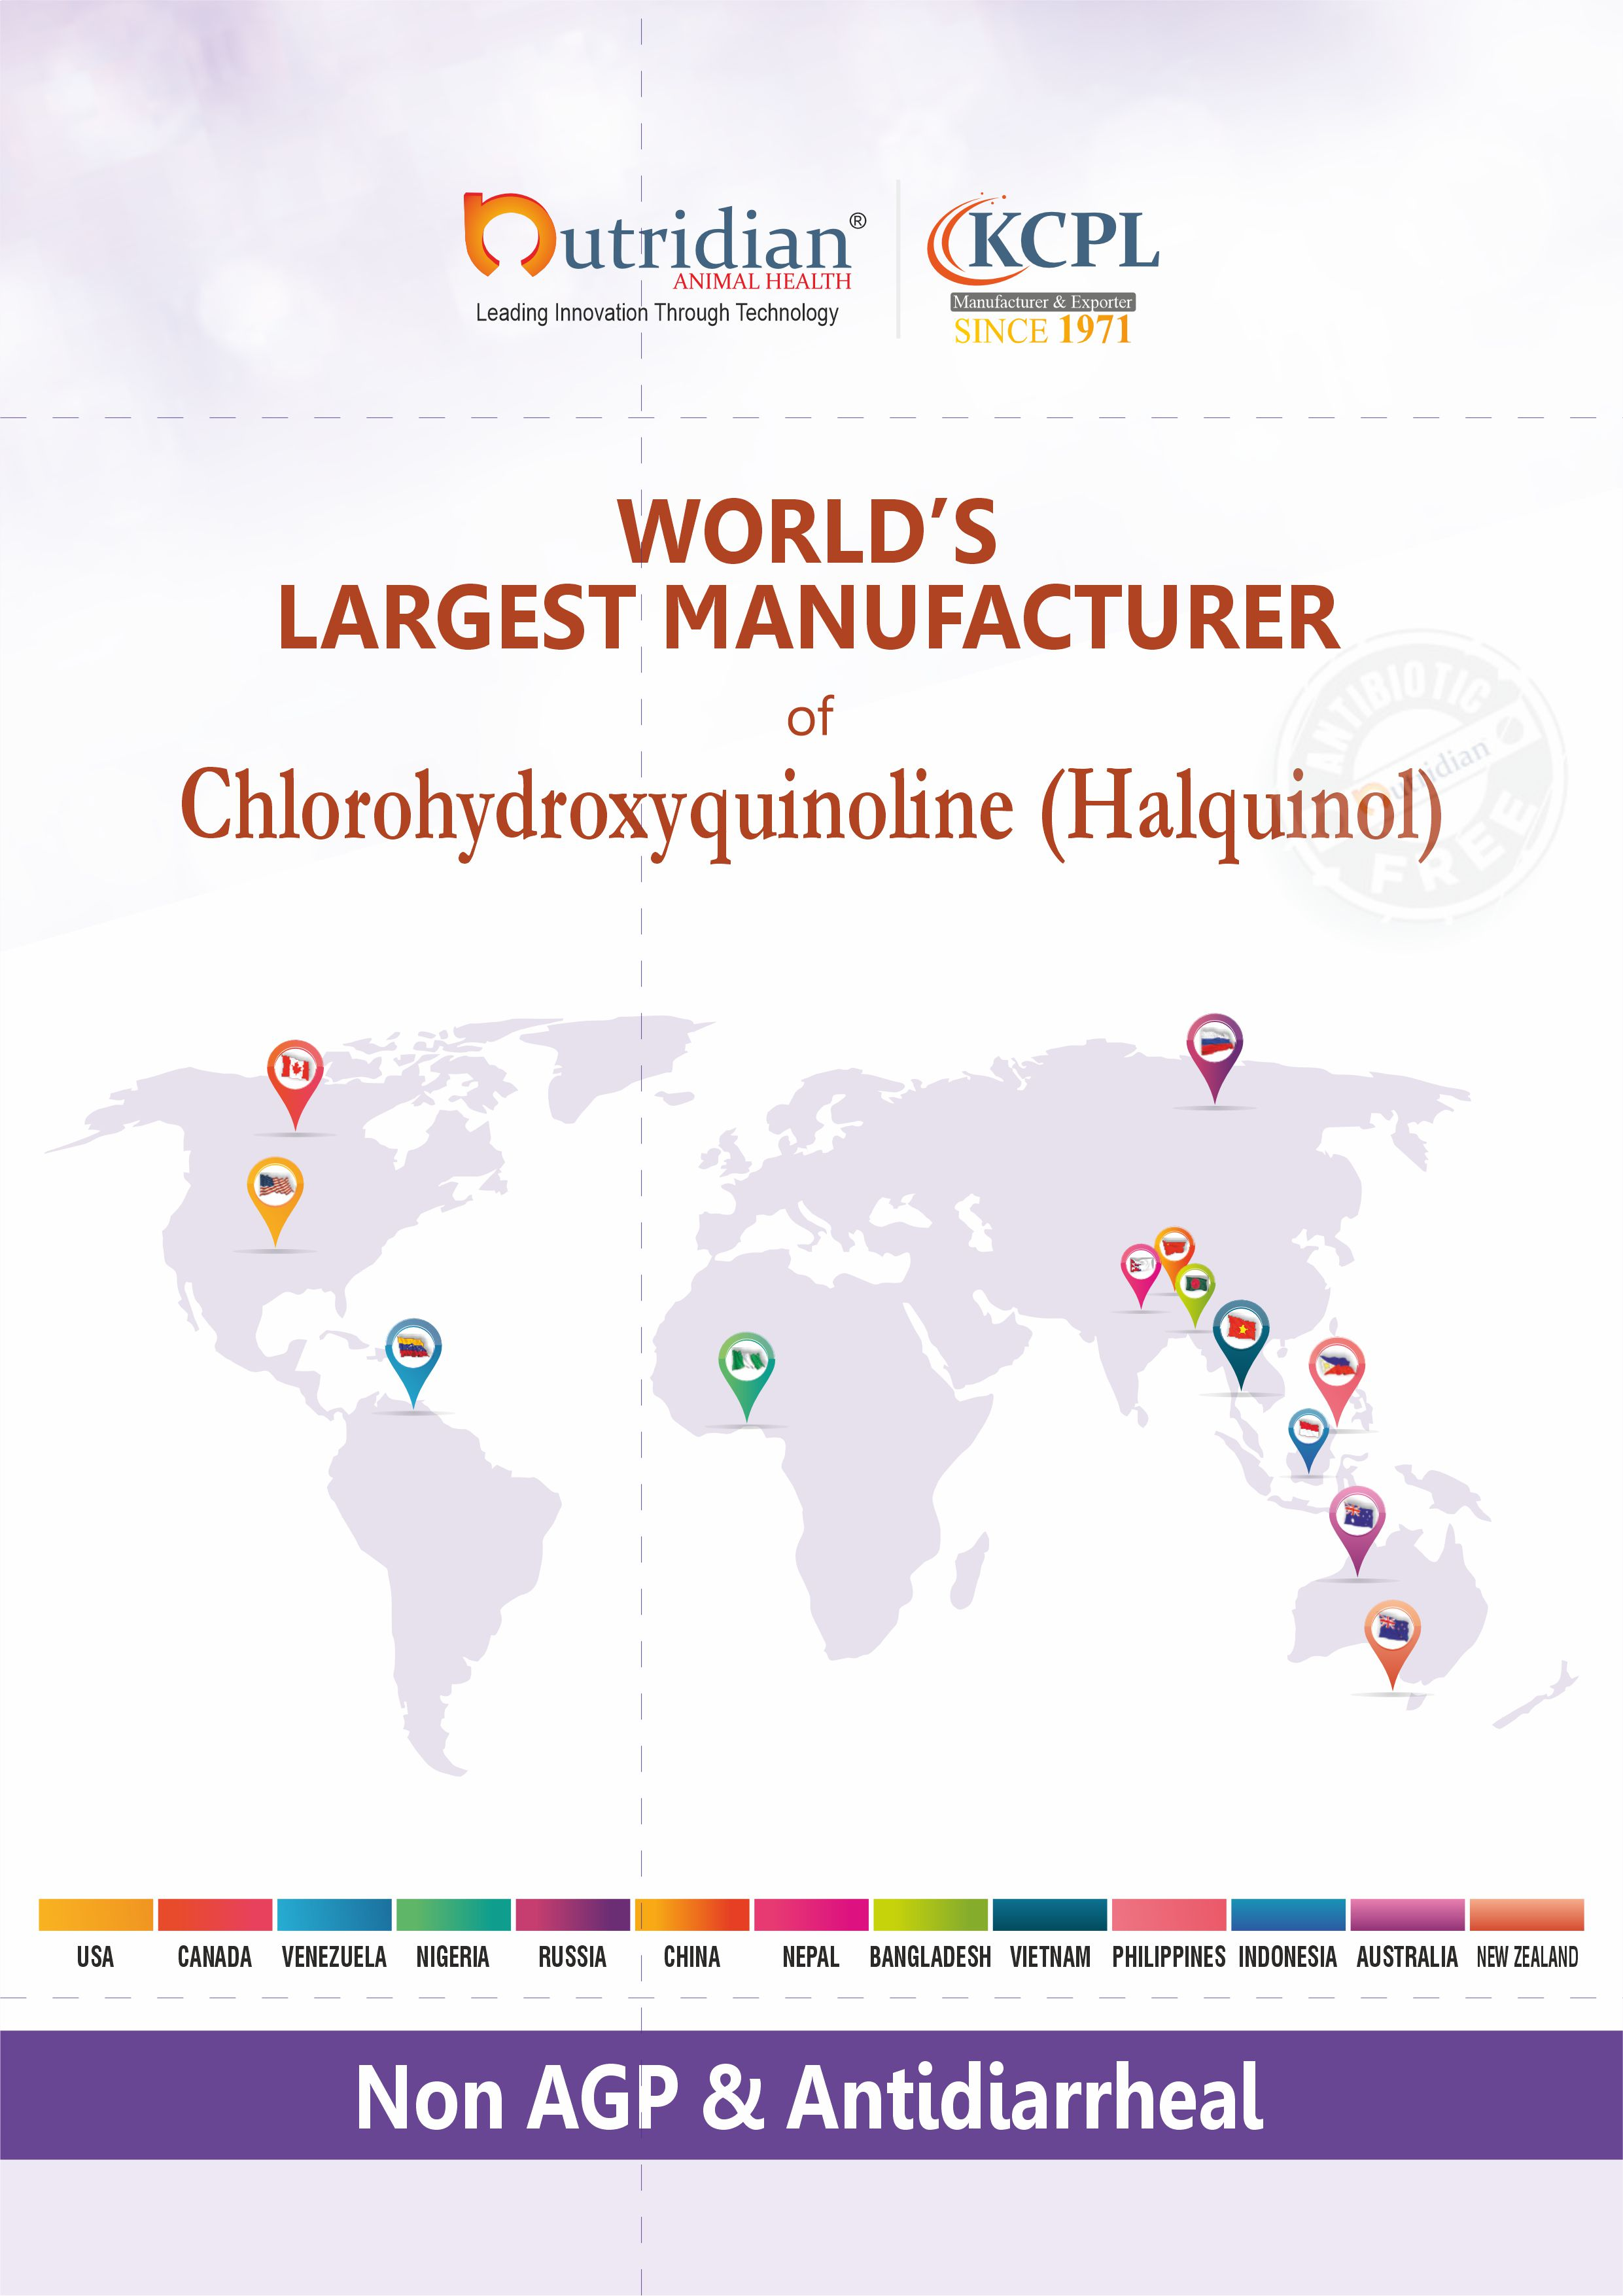 nutridian®
ANIMAL HEALTH
Leading Innovation Through Technology
KCPL
Manufacturer & Exporter
SINCE 1971
WORLD’S
LARGEST MANUFACTURER
of
Chlorohydroxyquinoline (Halquinol)
ANTIBIOTIC
nutridian
FREE
USA
CANADA
VENEZUELA
NIGERIA
RUSSIA
CHINA
NEPAL
BANGLADESH
VIETNAM
PHILIPPINES
INDONESIA
AUSTRALIA
NEW ZEALAND
Non AGP & Antidiarrheal